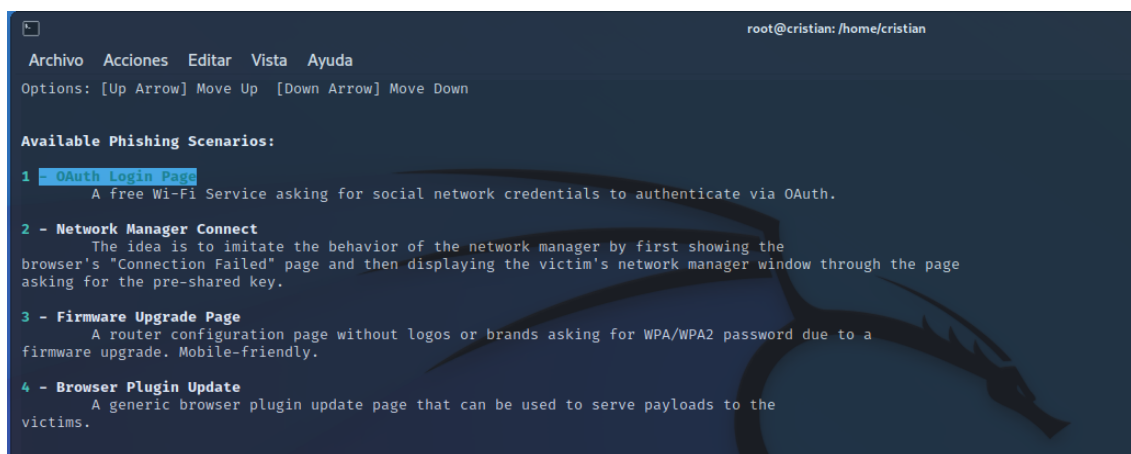 root@cristian: /home/cristian
Archivo Acciones Editar Vista Ayuda
Options: [Up Arrow] Move Up [Down Arrow] Move Down
Available Phishing Scenarios:
1 - OAuth Login Page
A free Wi-Fi Service asking for social network credentials to authenticate via OAuth.
2 - Network Manager Connect
The idea is to imitate the behavior of the network manager by first showing the
browser's "Connection Failed" page and then displaying the victim's network manager window through the page
asking for the pre-shared key.
3 - Firmware Upgrade Page
A router configuration page without logos or brands asking for WPA/WPA2 password due to a
firmware upgrade. Mobile-friendly.
4 - Browser Plugin Update
A generic browser plugin update page that can be used to serve payloads to the
victims.